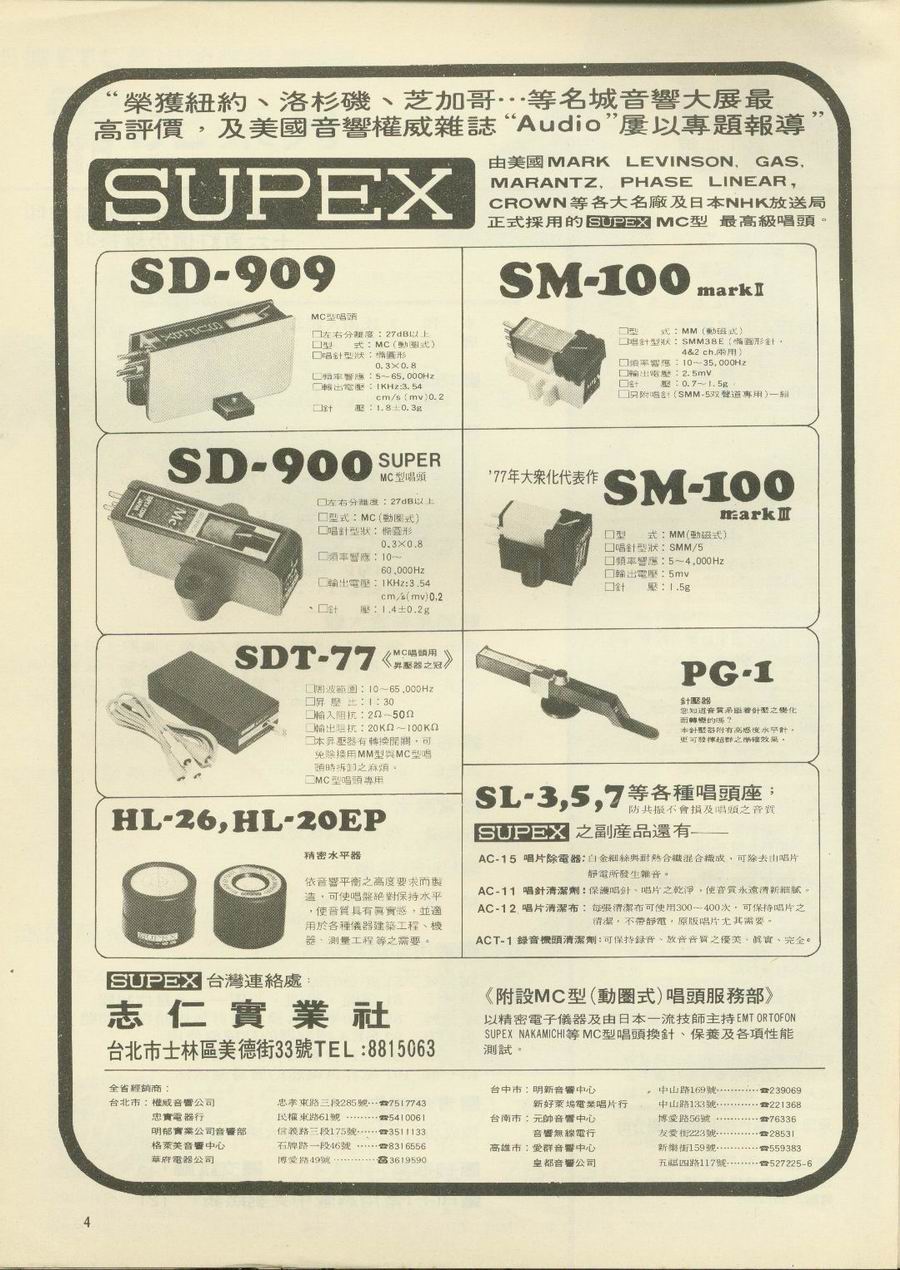 “榮獲紐約、洛杉磯、芝加哥…等名城音響大展最
高評價，及美國音響權威雜誌“Audio”屢以專題報導”
SUPEX
由美國MARK LEVINSON, GAS,
MARANTZ, PHASE LINEAR,
CROWN等各大名廠及日本NHK放送局
正式採用的SUPEX MC型 最高級唱頭。
SD-909
MC型唱頭
□左右分離度：27dB以上
□型 式：MC(動圈式)
□唱針型狀：橢圓形
0.3×0.8
□頻率響應：5～65,000Hz
□輸出電壓：1KHz:3.54
cm/s(mv)0.2
□針 壓：1.8±0.3g
SM-100 markⅡ
□型 式：MM(動磁式)
□唱針型狀：SMM38E(橢圓形針，
4&2 ch.兩用)
□頻率響應：10～35,000Hz
□輸出電壓：2.5mV
□針 壓：0.7～1.5g
□另附唱針(SMM-5双聲道專用)一組
SD-900 SUPER
MC型唱頭
□左右分離度：27dB以上
□型式：MC(動圈式)
□唱針型狀：橢圓形
0.3×0.8
□頻率響應：10～
60,000Hz
□輸出電壓：1KHz:3.54
cm/s(mv)0.2
□針 壓：1.4±0.2g
'77年大衆化代表作 SM-100
markⅢ
□型 式：MM(動磁式)
□唱針型狀：SMM/5
□頻率響應：5～4,000Hz
□輸出電壓：5mv
□針 壓：1.5g
SDT-77《MC唱頭用
昇壓器之冠》
□周波範圍：10～65,000Hz
□昇 壓 比：1：30
□輸入阻抗：2Ω～50Ω
□輸出阻抗：20KΩ～100KΩ
□本昇壓器有轉換開關，可
免除換用MM型與MC型唱
頭時拆卸之麻煩。
□MC型唱頭專用
PG-1
針壓器
您知道音質系隨着針壓之變化
而轉變的嗎？
本針壓器附有高感度水平針，
更可發揮超群之準確效果。
HL-26,HL-20EP
精密水平器
依音響平衡之高度要求而製
造，可使唱盤絕對保持水平
，使音質具有真實感，並適
用於各種儀器建築工程、機
器、測量工程等之需要。
SUPEX
SL-3,5,7等各種唱頭座；
防共振不會損及唱頭之音質
SUPEX 之副產品還有——
AC-15 唱片除電器：白金細絲與耐熱合纖混合織成，可除去由唱片
靜電所發生雜音。
AC-11 唱針清潔劑：保護唱針、唱片之乾淨，使音質永遠清新細膩。
AC-12 唱片清潔布：每張清潔布可使用300～400次，可保持唱片之
清潔，不帶靜電，原版唱片尤其需要。
ACT-1 錄音機頭清潔劑：可保持錄音、放音音質之優美、眞實、完全。
SUPEX 台灣連絡處：
志仁實業社
台北市士林區美德街33號TEL:8815063
《附設MC型(動圈式)唱頭服務部》
以精密電子儀器及由日本一流技師主持EMT ORTOFON
SUPEX NAKAMICHI等MC型唱頭換針、保養及各項性能
測試。
全省經銷商：
台北市：權威音響公司 忠孝東路三段285號…☎7517743
忠實電器行 民權東路61號………☎5410061
明郁實業公司音響部 信義路三段175號……☎3511133
格萊美音響中心 石牌路一段46號……☎8316556
華府電器公司 博愛路49號…………☎3619590
台中市：明新音響中心 中山路169號…………☎239069
新好萊塢電業唱片行 中山路133號…………☎221368
台南市：元帥音響中心 博愛路56號…………☎76336
音響無線電行 友愛街223號…………☎28531
高雄市：愛群音響中心 新樂街159號…………☎559383
皇都音響公司 五福四路117號………☎527225-6
4